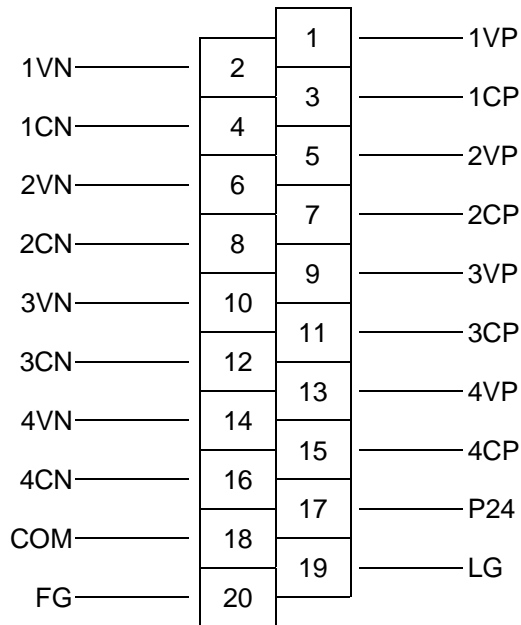 1 1VP
1VN 2
3 1CP
1CN 4
5 2VP
2VN 6
7 2CP
2CN 8
9 3VP
3VN 10
11 3CP
3CN 12
13 4VP
4VN 14
15 4CP
4CN 16
17 P24
COM 18
19 LG
FG 20